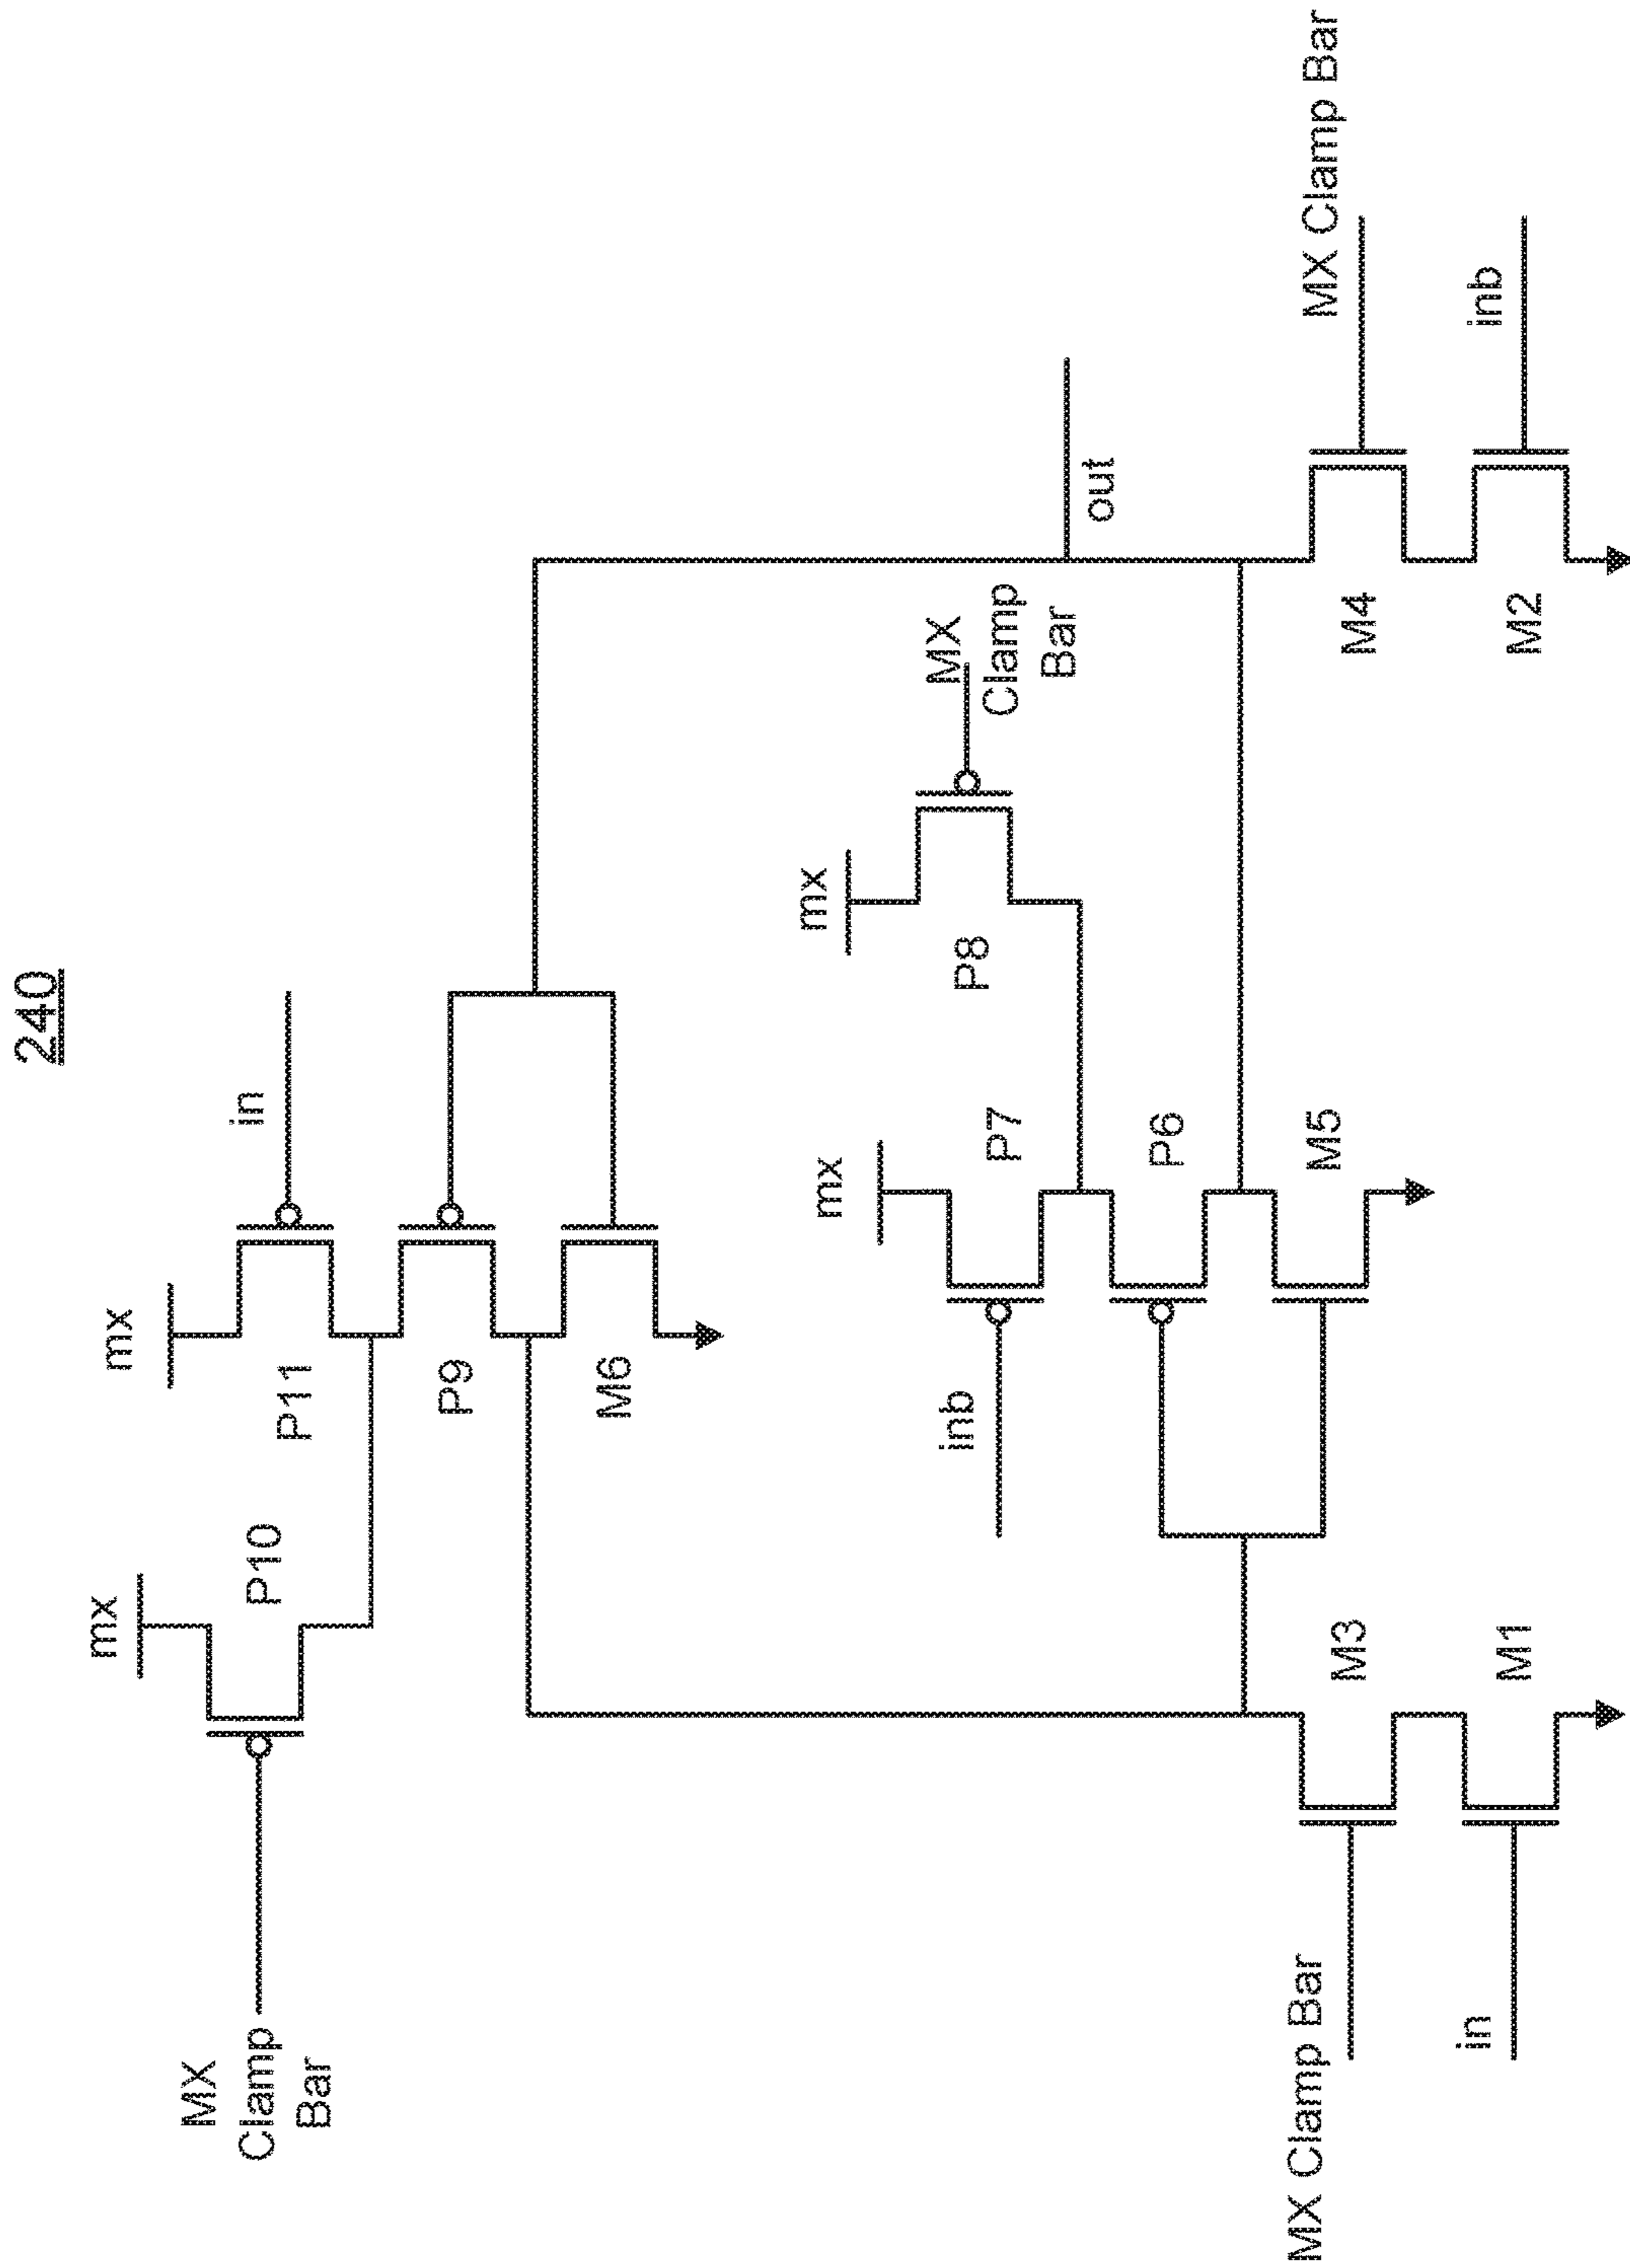 240
mx
mx
in
P11
P10
MX
Clamp
Bar
P9
M6
mx
mx
P8
MX
Clamp
Bar
inb
P7
P6
M5
out
MX Clamp Bar
M4
inb
M2
M3
M1
MX Clamp Bar
in